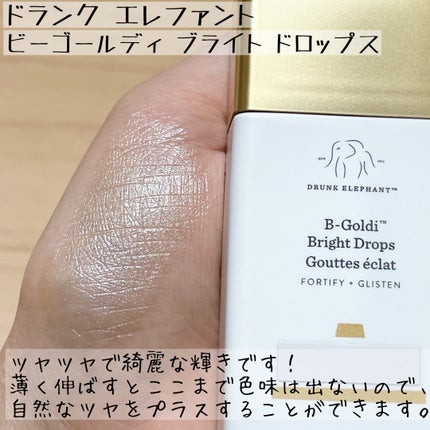 ドランク エレファント
ビーゴールディ ブライト ドロップス
DRUNK ELEPHANT™
B-Goldi™
Bright Drops
Gouttes éclat
FORTIFY + GLISTEN
ツヤツヤで綺麗な輝きです！
薄く伸ばすとここまで色味は出ないので、
自然なツヤをプラスすることができます。